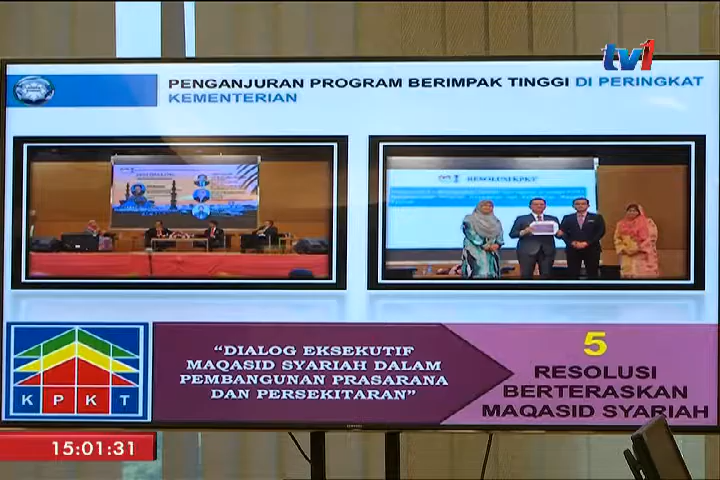 tv1
PENGANJURAN PROGRAM BERIMPAK TINGGI DI PERINGKAT
KEMENTERIAN
RESOLUSI KPKT
KPKT
“DIALOG EKSEKUTIF
MAQASID SYARIAH DALAM
PEMBANGUNAN PRASARANA
DAN PERSEKITARAN”
5
RESOLUSI
BERTERASKAN
MAQASID SYARIAH
15:01:31